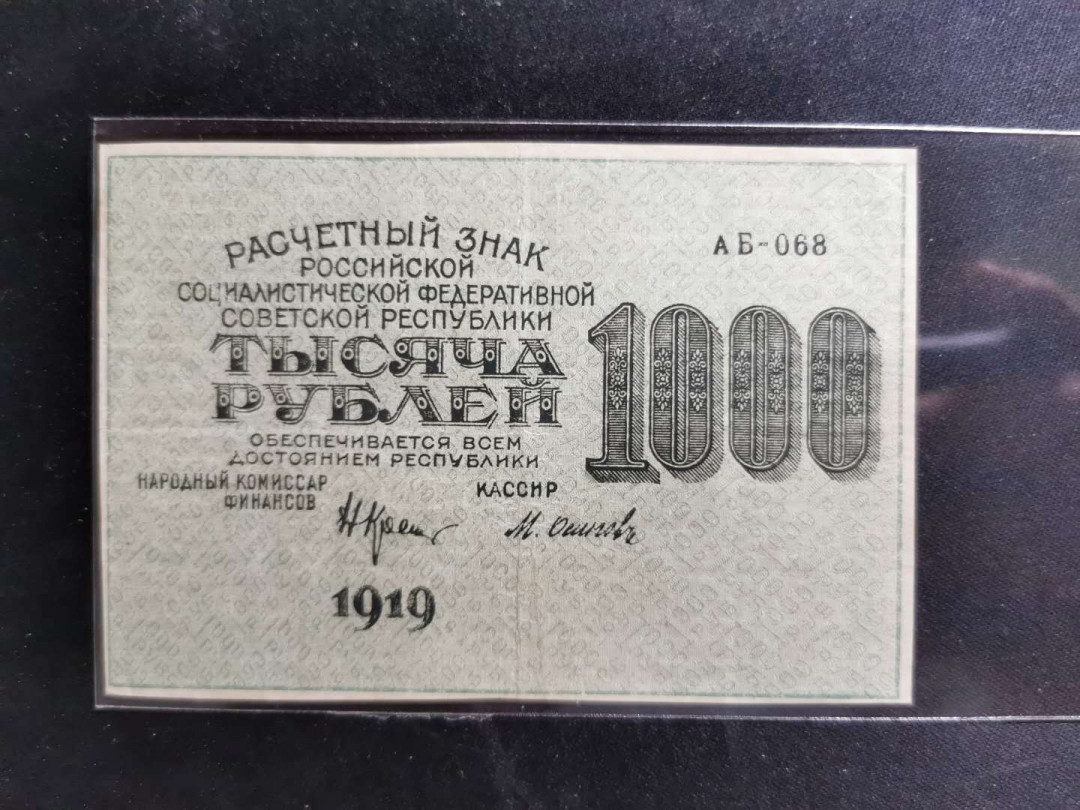 РАСЧЕТНЫЙ ЗНАК
РОССИЙСКОЙ
СОЦИАЛИСТИЧЕСКОЙ ФЕДЕРАТИВНОЙ
СОВЕТСКОЙ РЕСПУБЛИКИ
ТЫСЯЧА
РУБЛЕЙ
ОБЕСПЕЧИВАЕТСЯ ВСЕМ
ДОСТОЯНИЕМ РЕСПУБЛИКИ
НАРОДНЫЙ КОМИССАР
ФИНАНСОВ
КАССИР
М. Осиповъ
1919
АБ-068
1000